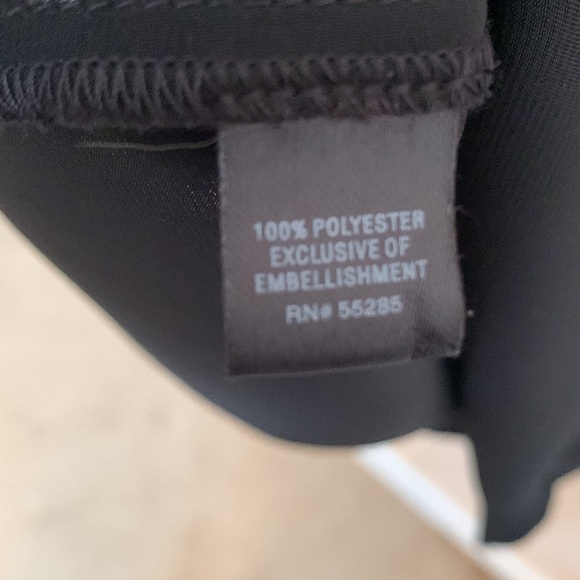 100% POLYESTER
EXCLUSIVE OF
EMBELLISHMENT
RN# 55285